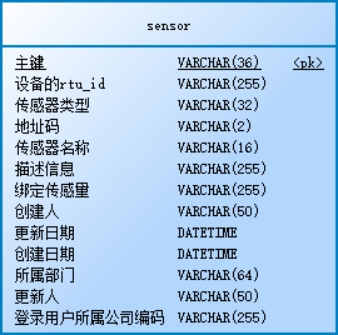 sensor
主键 VARCHAR(36) <pk>
设备的rtu_id VARCHAR(255)
传感器类型 VARCHAR(32)
地址码 VARCHAR(2)
传感器名称 VARCHAR(16)
描述信息 VARCHAR(255)
绑定传感量 VARCHAR(255)
创建人 VARCHAR(50)
更新日期 DATETIME
创建日期 DATETIME
所属部门 VARCHAR(64)
更新人 VARCHAR(50)
登录用户所属公司编码 VARCHAR(255)